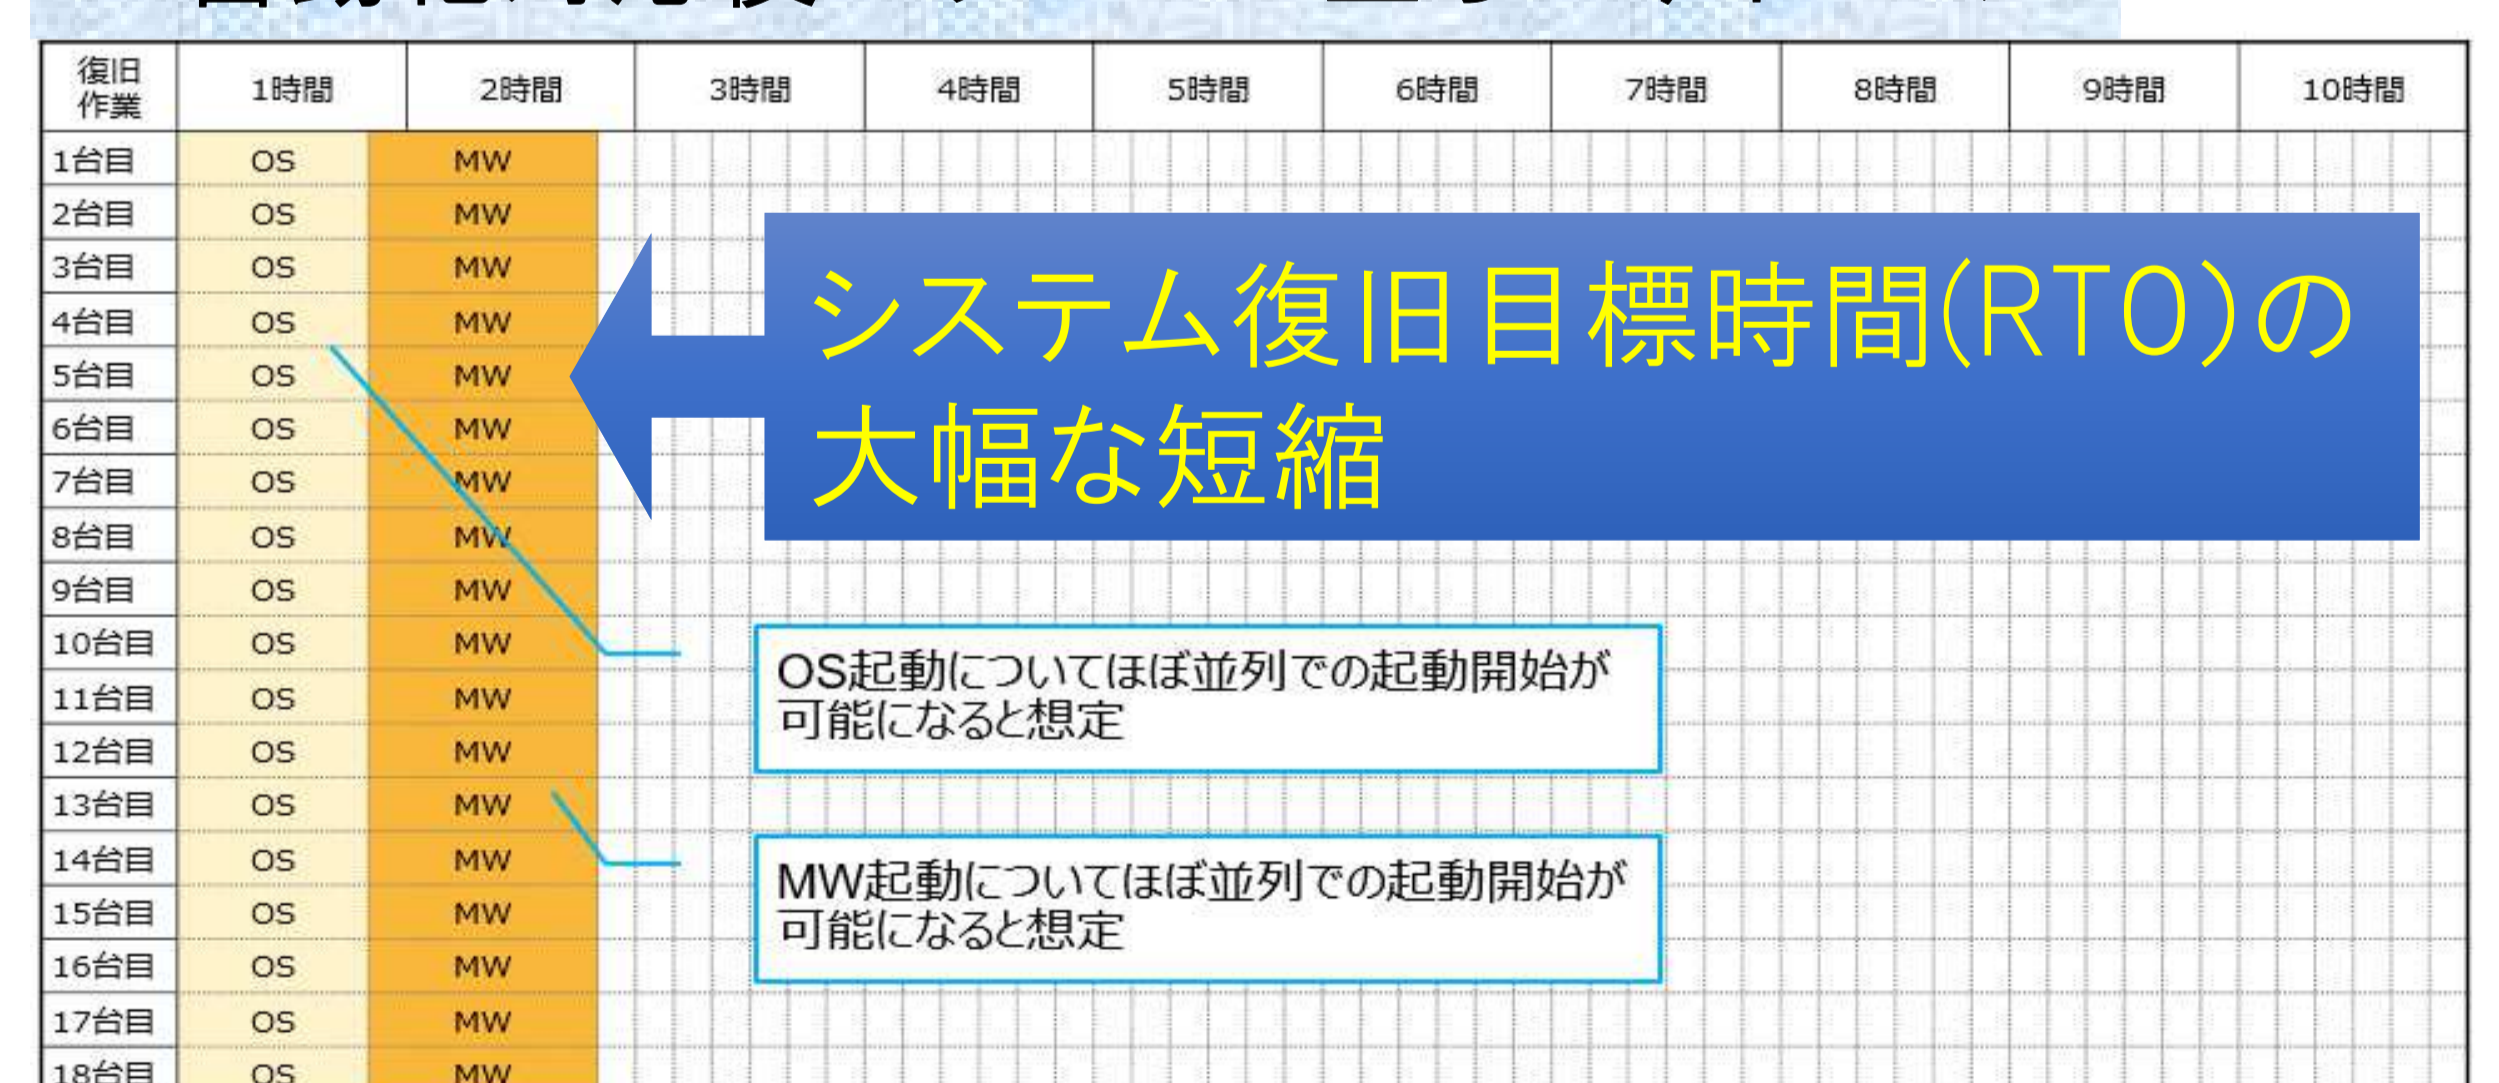 復旧
作業
1時間 2時間 3時間 4時間 5時間 6時間 7時間 8時間 9時間 10時間
1台目 OS MW
2台目 OS MW
3台目 OS MW
4台目 OS MW
5台目 OS MW
6台目 OS MW
7台目 OS MW
8台目 OS MW
9台目 OS MW
10台目 OS MW
11台目 OS MW
12台目 OS MW
13台目 OS MW
14台目 OS MW
15台目 OS MW
16台目 OS MW
17台目 OS MW
18台目 OS MW
システム復旧目標時間(RTO)の
大幅な短縮
OS起動についてほぼ並列での起動開始が
可能になると想定
MW起動についてほぼ並列での起動開始が
可能になると想定